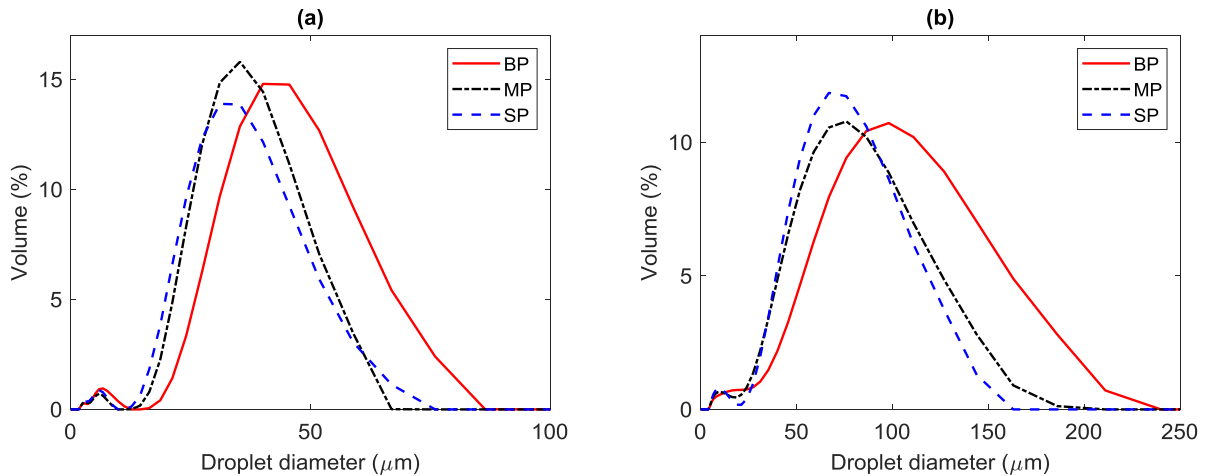 (a)
Volume (%)
15
10
5
0
BP
MP
SP
0 50 100
Droplet diameter (μm)
(b)
Volume (%)
10
5
0
BP
MP
SP
0 50 100 150 200 250
Droplet diameter (μm)